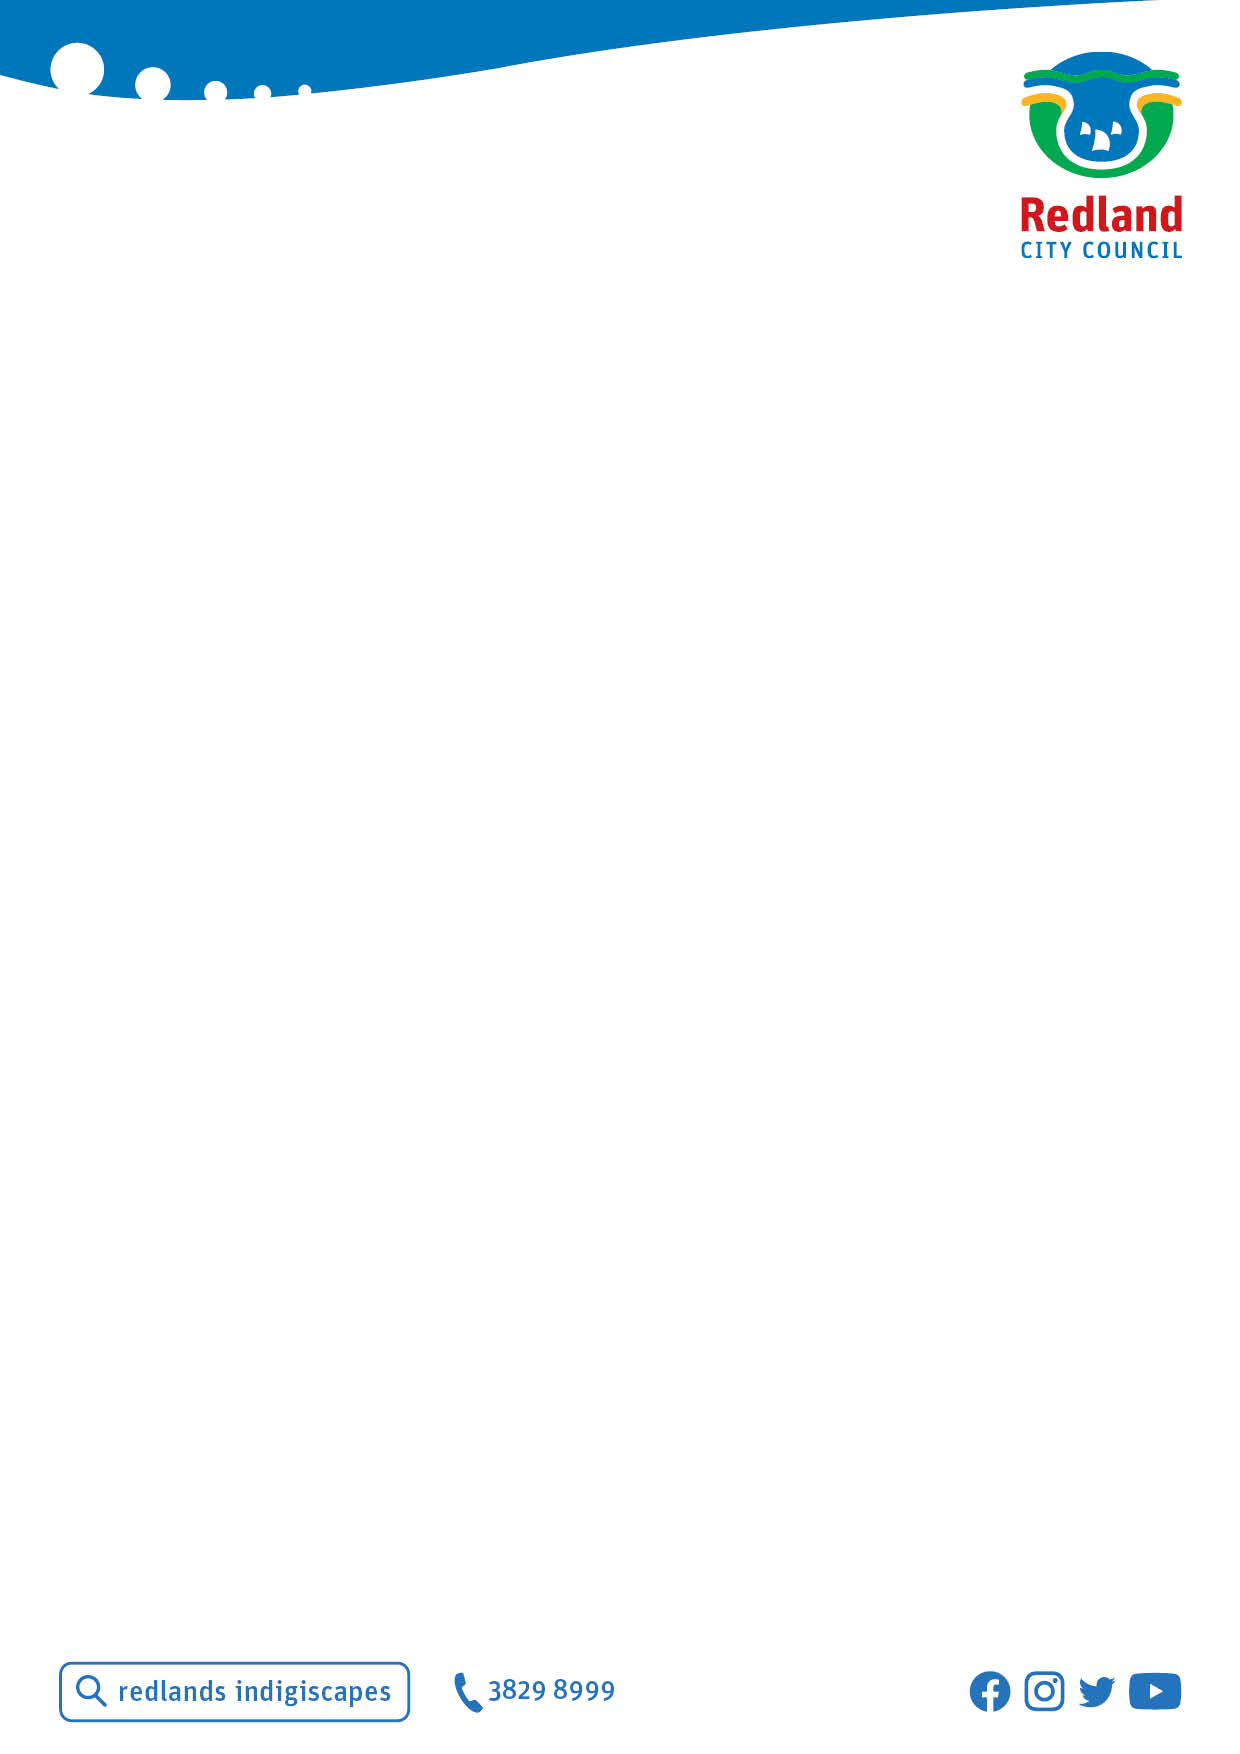 Redland
CITY COUNCIL
redlands indigiscapes
3829 8999